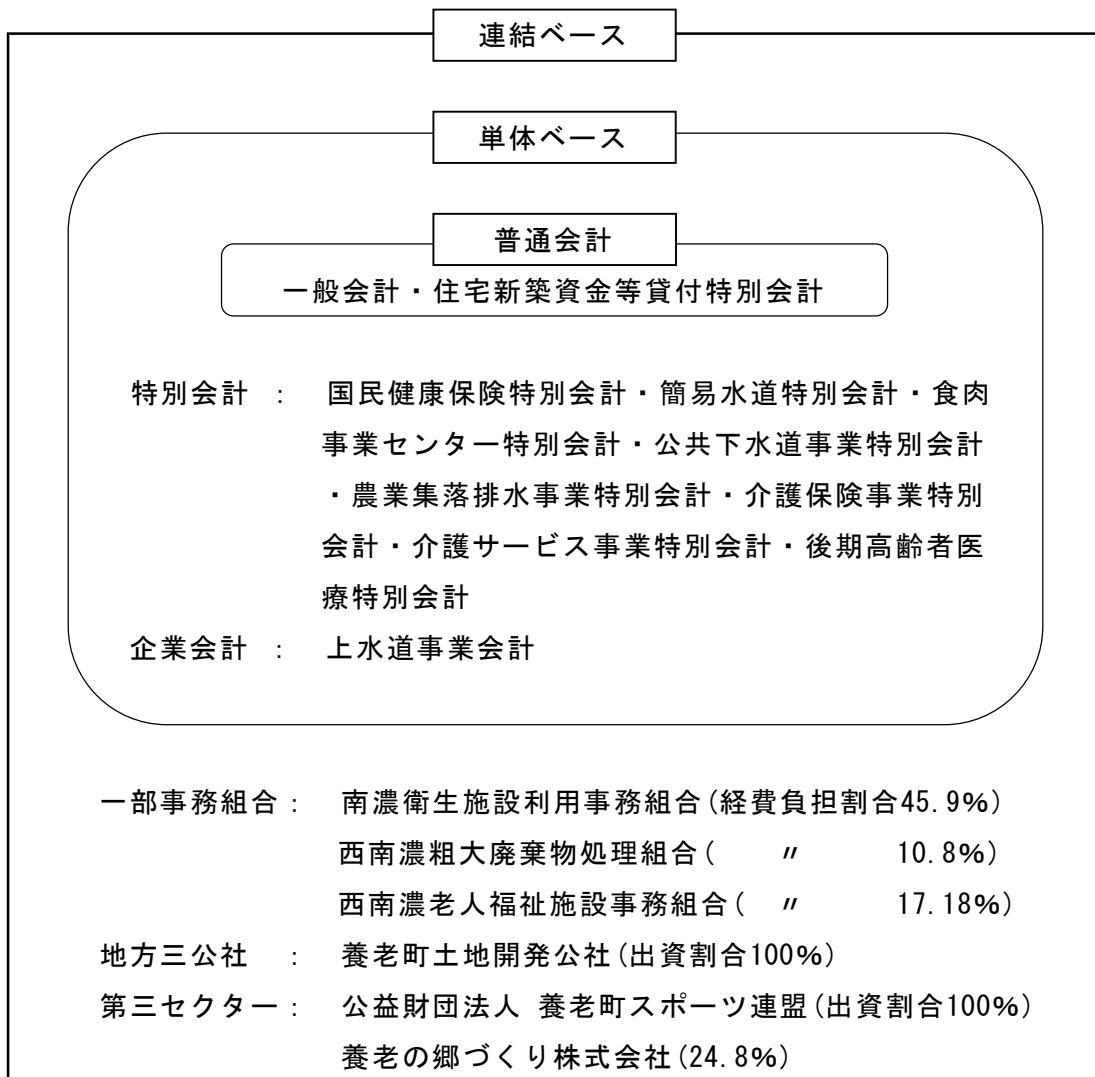 連結ベース
単体ベース
普通会計
一般会計・住宅新築資金等貸付特別会計
特別会計 ： 国民健康保険特別会計・簡易水道特別会計・食肉
事業センター特別会計・公共下水道事業特別会計
・農業集落排水事業特別会計・介護保険事業特別
会計・介護サービス事業特別会計・後期高齢者医
療特別会計
企業会計 ： 上水道事業会計
一部事務組合： 南濃衛生施設利用事務組合(経費負担割合45.9%)
西南濃粗大廃棄物処理組合( 〃 10.8%)
西南濃老人福祉施設事務組合( 〃 17.18%)
地方三公社 ： 養老町土地開発公社(出資割合100%)
第三セクター： 公益財団法人 養老町スポーツ連盟(出資割合100%)
養老の郷づくり株式会社(24.8%)